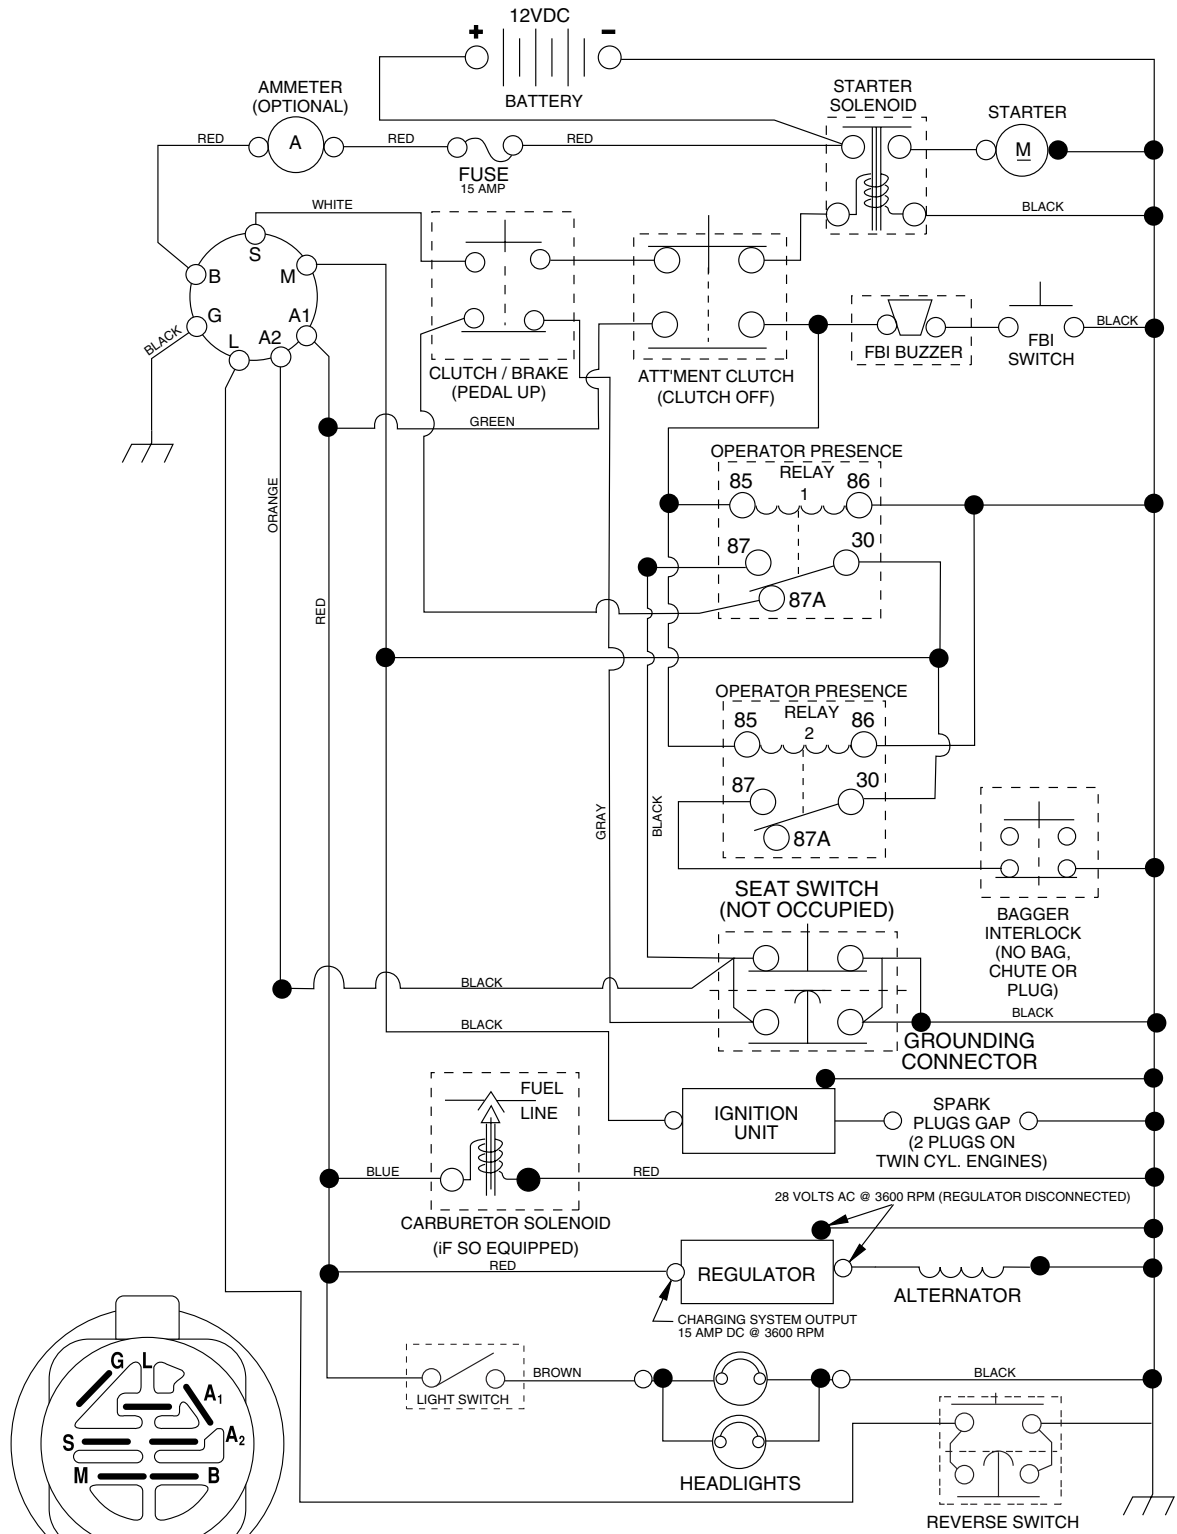 12VDC
+
−
BATTERY
AMMETER
(OPTIONAL)
STARTER
SOLENOID
STARTER
RED
A
RED
RED
M
FUSE
15 AMP
WHITE
BLACK
S
B
M
G
A1
A2
L
BLACK
CLUTCH / BRAKE
(PEDAL UP)
ATT'MENT CLUTCH
(CLUTCH OFF)
FBI BUZZER
FBI
SWITCH
BLACK
GREEN
OPERATOR PRESENCE
RELAY
1
85
86
87
30
87A
ORANGE
RED
OPERATOR PRESENCE
RELAY
2
85
86
87
30
87A
GRAY
BLACK
SEAT SWITCH
(NOT OCCUPIED)
BAGGER
INTERLOCK
(NO BAG,
CHUTE OR
PLUG)
BLACK
BLACK
BLACK
GROUNDING
CONNECTOR
FUEL
LINE
IGNITION
UNIT
SPARK
PLUGS GAP
(2 PLUGS ON
TWIN CYL. ENGINES)
BLUE
RED
CARBURETOR SOLENOID
(iF SO EQUIPPED)
28 VOLTS AC @ 3600 RPM (REGULATOR DISCONNECTED)
RED
REGULATOR
ALTERNATOR
CHARGING SYSTEM OUTPUT
15 AMP DC @ 3600 RPM
LIGHT SWITCH
BROWN
BLACK
HEADLIGHTS
REVERSE SWITCH
G
L
A1
A2
S
M
B